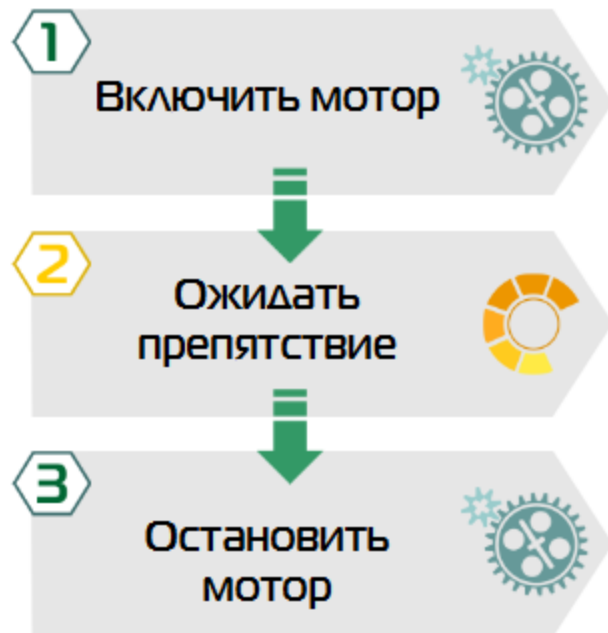 1
Включить мотор
2
Ожидать
препятствие
3
Остановить
мотор